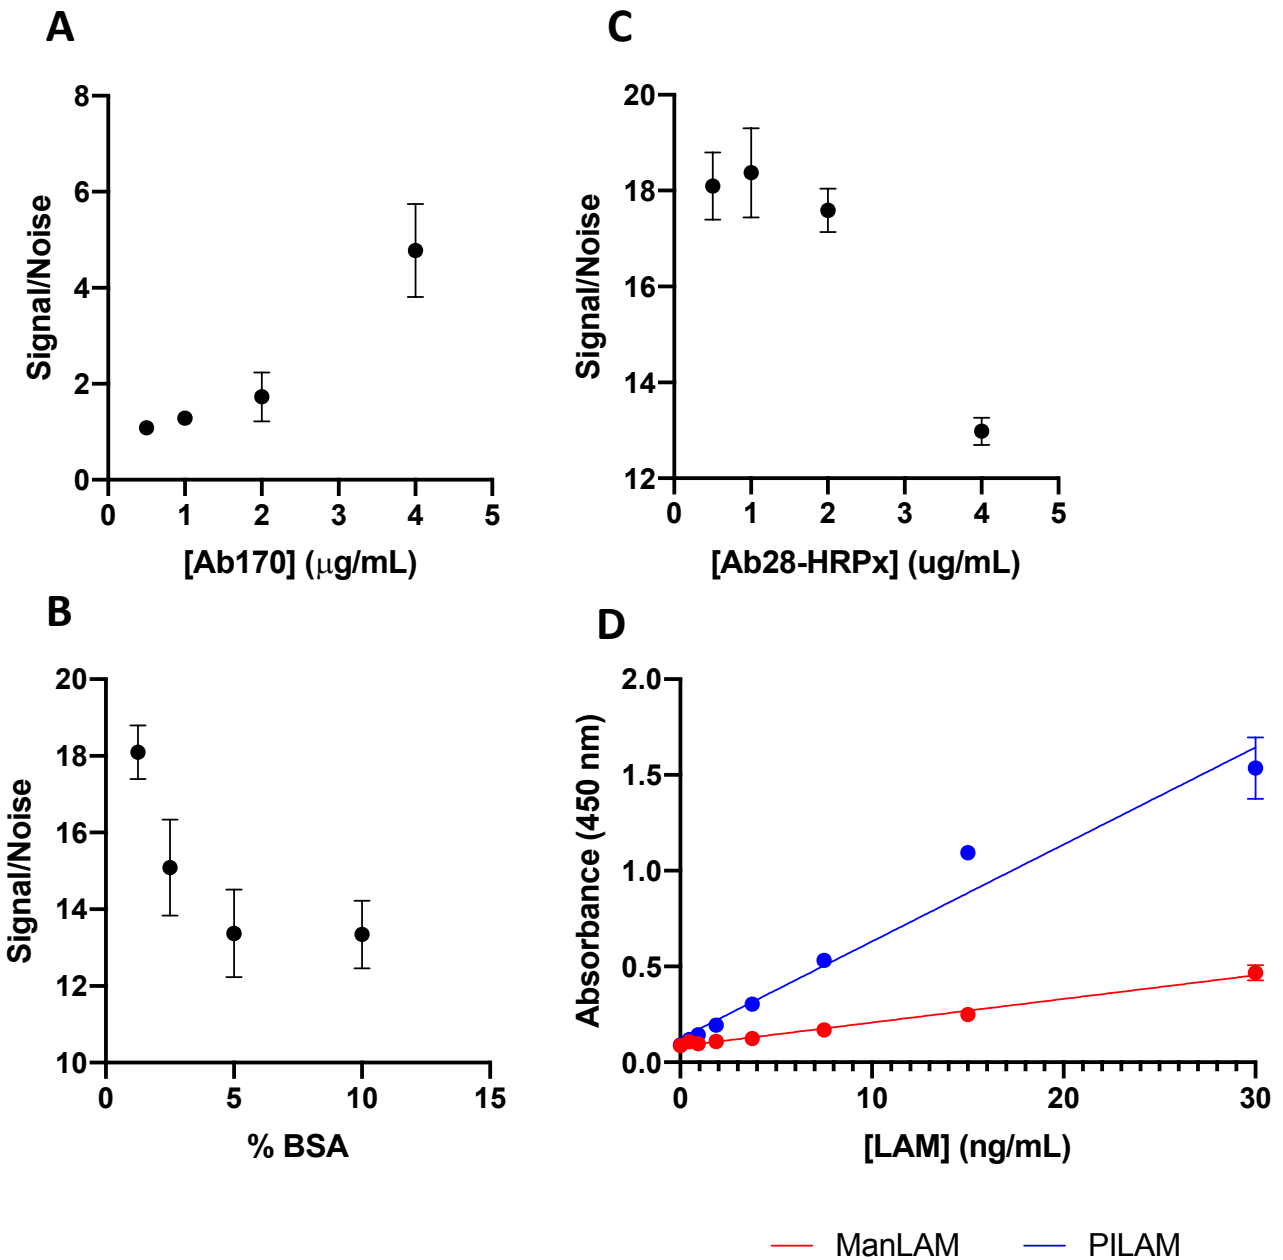 A
8
6
4
2
0
Signal/Noise
0 1 2 3 4 5
[Ab170] (μg/mL)
C
20
18
16
14
12
Signal/Noise
0 1 2 3 4 5
[Ab28-HRPx] (ug/mL)
B
20
18
16
14
12
10
Signal/Noise
0 5 10 15
% BSA
D
2.0
1.5
1.0
0.5
0.0
Absorbance (450 nm)
0 10 20 30
[LAM] (ng/mL)
ManLAM PILAM